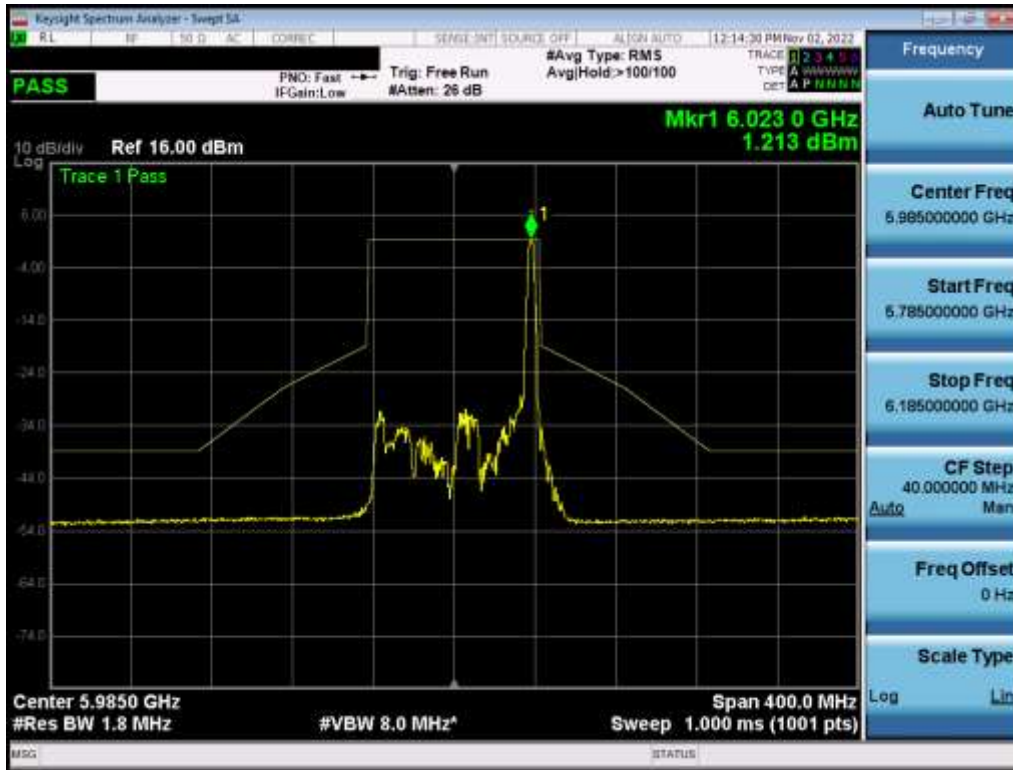 Keysight Spectrum Analyzer - Swept SA
RL RF 50 Ω AC CORREC SENSE:INT SOURCE OFF ALIGN AUTO 12:14:30 PM Nov 02, 2022
Frequency
PASS
PNO: Fast
IFGain:Low
Trig: Free Run
#Atten: 26 dB
#Avg Type: RMS
Avg|Hold:>100/100
TRACE 1 2 3 4 5 6
TYPE A WWWWW
DET A P N N N N
Mkr1 6.023 0 GHz
1.213 dBm
10 dB/div Ref 16.00 dBm
Log
Trace 1 Pass
1
6.00
-4.00
-14.0
-24.0
-34.0
-44.0
-54.0
-64.0
-74.0
Center 5.9850 GHz
#Res BW 1.8 MHz
#VBW 8.0 MHz*
Span 400.0 MHz
Sweep 1.000 ms (1001 pts)
MSG
STATUS
Auto Tune
Center Freq
5.985000000 GHz
Start Freq
5.785000000 GHz
Stop Freq
6.185000000 GHz
CF Step
40.000000 MHz
Auto Man
Freq Offset
0 Hz
Scale Type
Log Lin